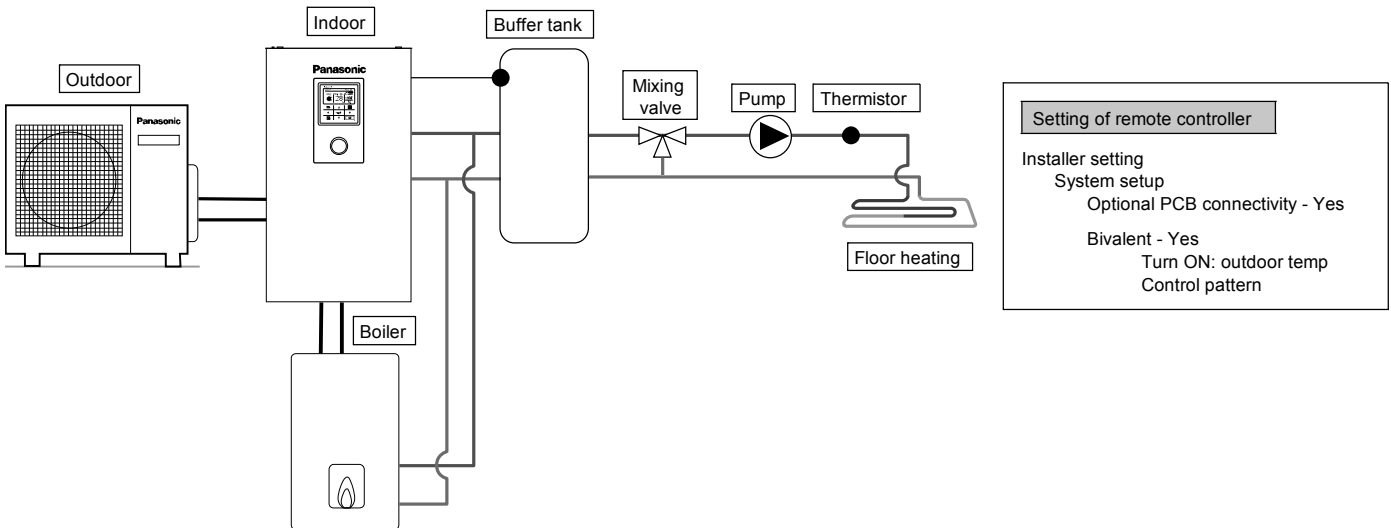 Indoor
Buffer tank
Outdoor
Panasonic
Panasonic
Mixing
valve
Pump
Thermistor
Floor heating
Boiler
Setting of remote controller
Installer setting
System setup
Optional PCB connectivity - Yes
Bivalent - Yes
Turn ON: outdoor temp
Control pattern